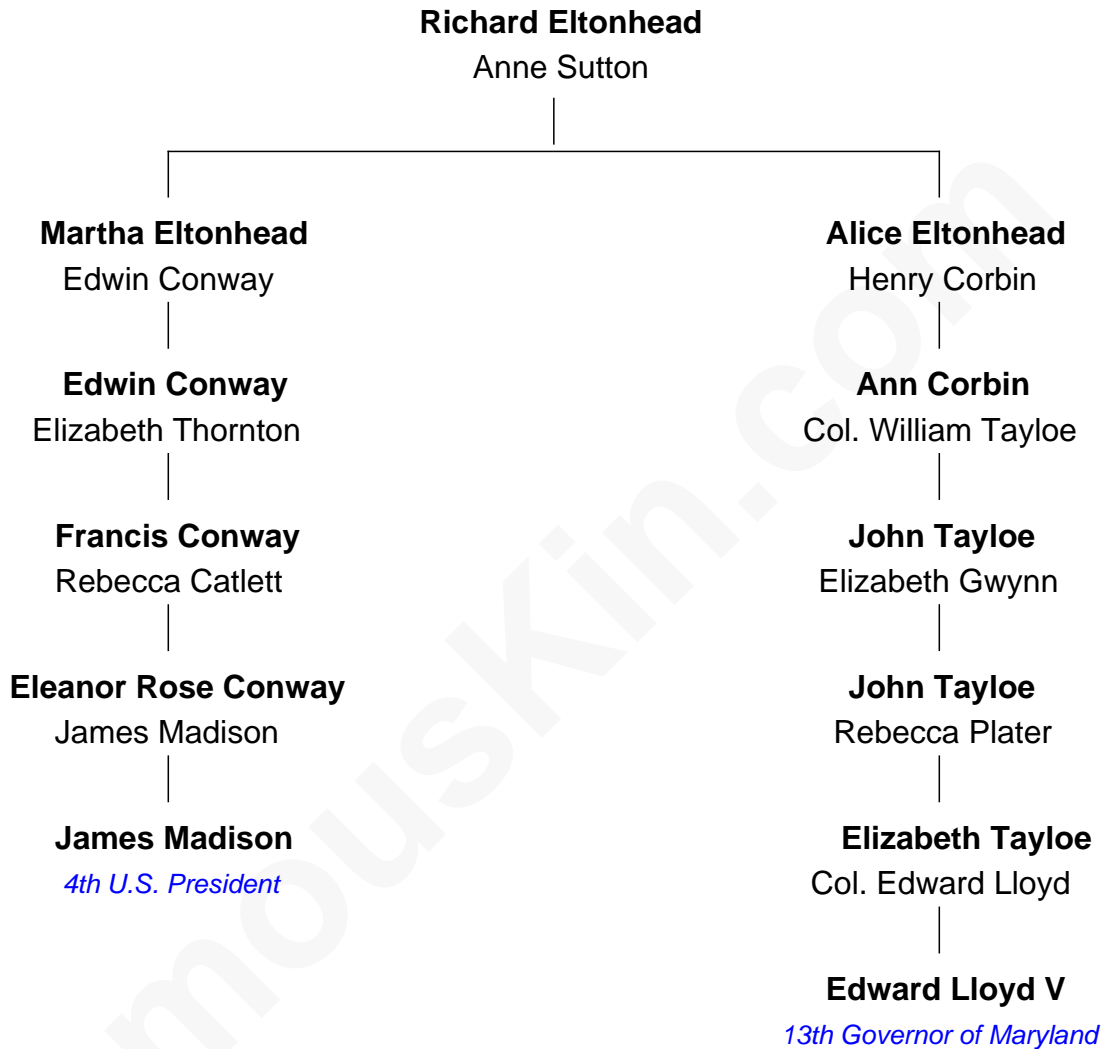 Richard Eltonhead
Anne Sutton
Martha Eltonhead
Edwin Conway
Alice Eltonhead
Henry Corbin
Edwin Conway
Elizabeth Thornton
Ann Corbin
Col. William Tayloe
Francis Conway
Rebecca Catlett
John Tayloe
Elizabeth Gwynn
Eleanor Rose Conway
James Madison
John Tayloe
Rebecca Plater
James Madison
4th U.S. President
Elizabeth Tayloe
Col. Edward Lloyd
Edward Lloyd V
13th Governor of Maryland
mousKin.com